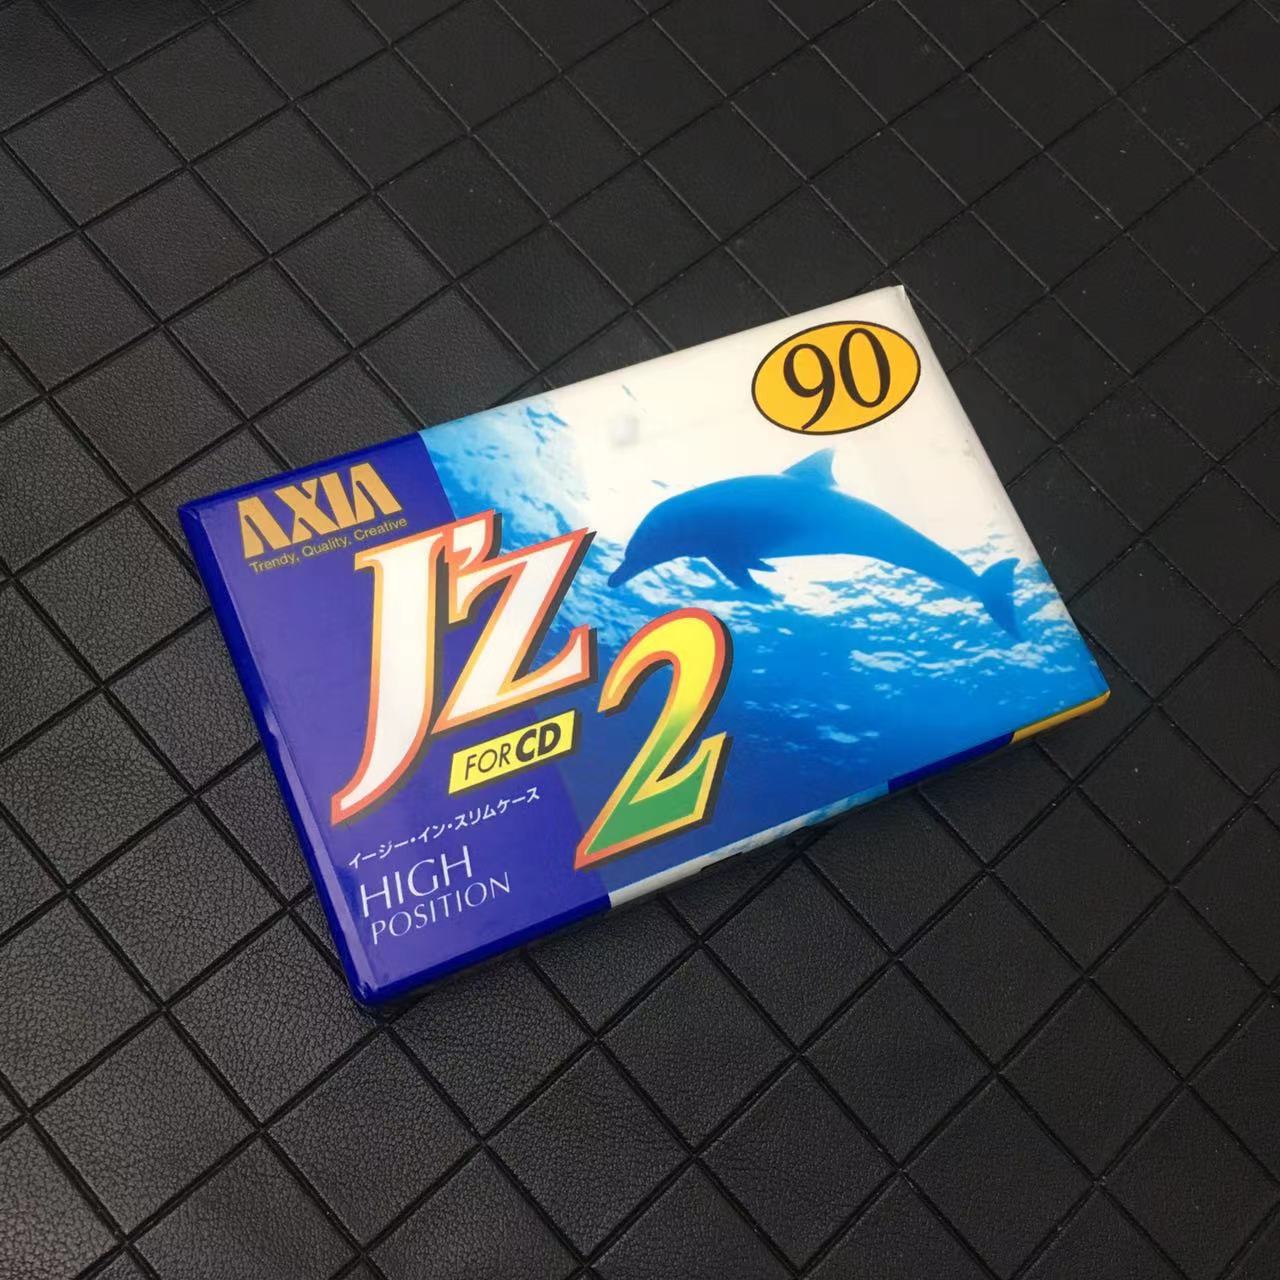 AXIA
Trendy, Quality, Creative
J'z 2
FOR CD
イージー・イン・スリムケース
HIGH
POSITION
90